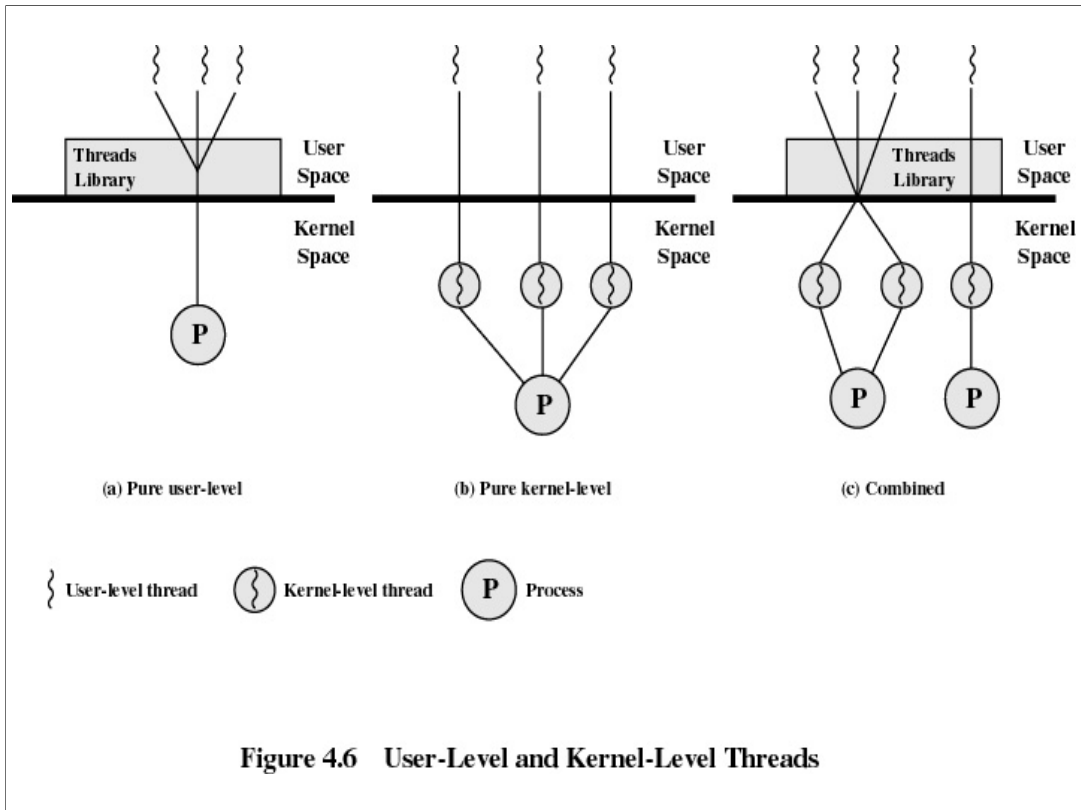 Threads
Library
User
Space
Kernel
Space
P
(a) Pure user-level
User
Space
Kernel
Space
P
(b) Pure kernel-level
Threads
Library
User
Space
Kernel
Space
P
P
(c) Combined
User-level thread
Kernel-level thread
P
Process
Figure 4.6 User-Level and Kernel-Level Threads